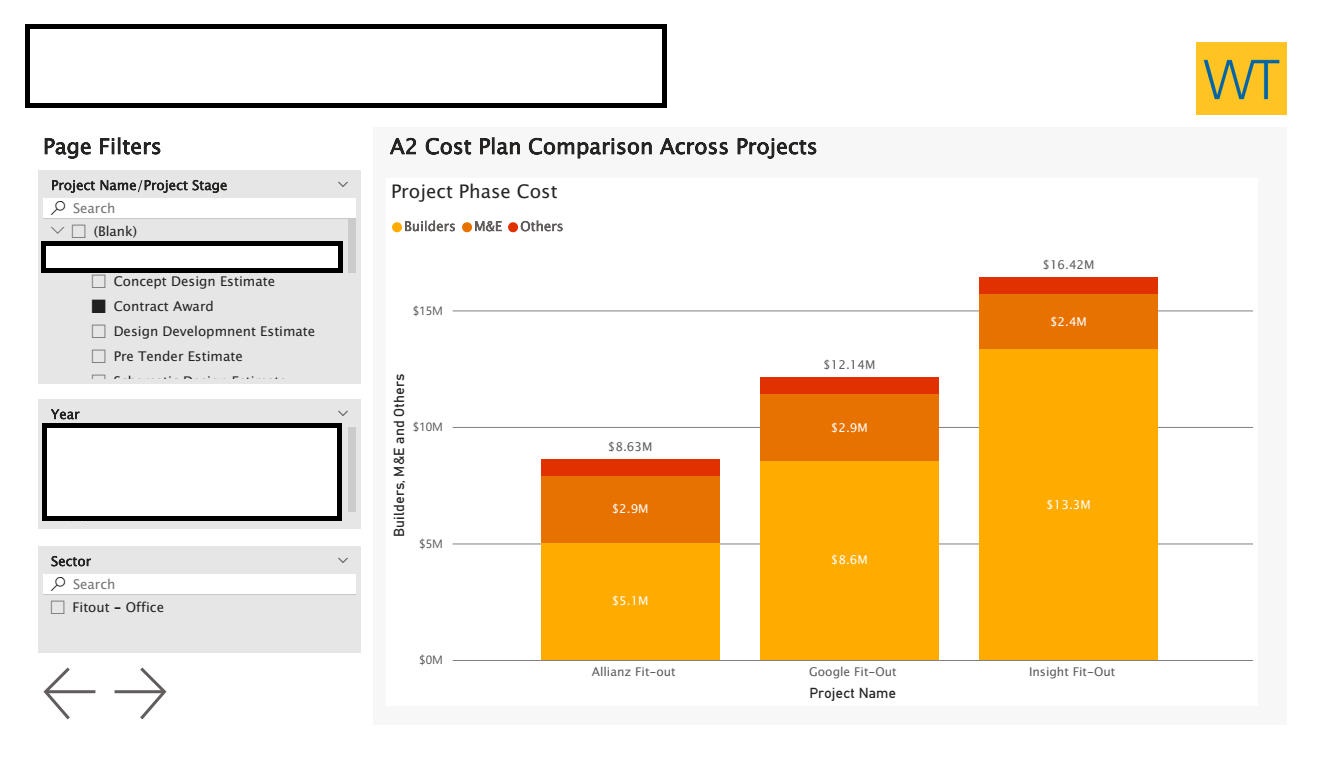 WT
Page Filters
Project Name/Project Stage
Search
(Blank)
Concept Design Estimate
Contract Award
Design Developmnent Estimate
Pre Tender Estimate
Year
Sector
Search
Fitout - Office
A2 Cost Plan Comparison Across Projects
Project Phase Cost
Builders M&E Others
Builders, M&E and Others
$15M
$10M
$5M
$0M
$8.63M
$2.9M
$5.1M
$12.14M
$2.9M
$8.6M
$16.42M
$2.4M
$13.3M
Allianz Fit-out
Google Fit-Out
Insight Fit-Out
Project Name